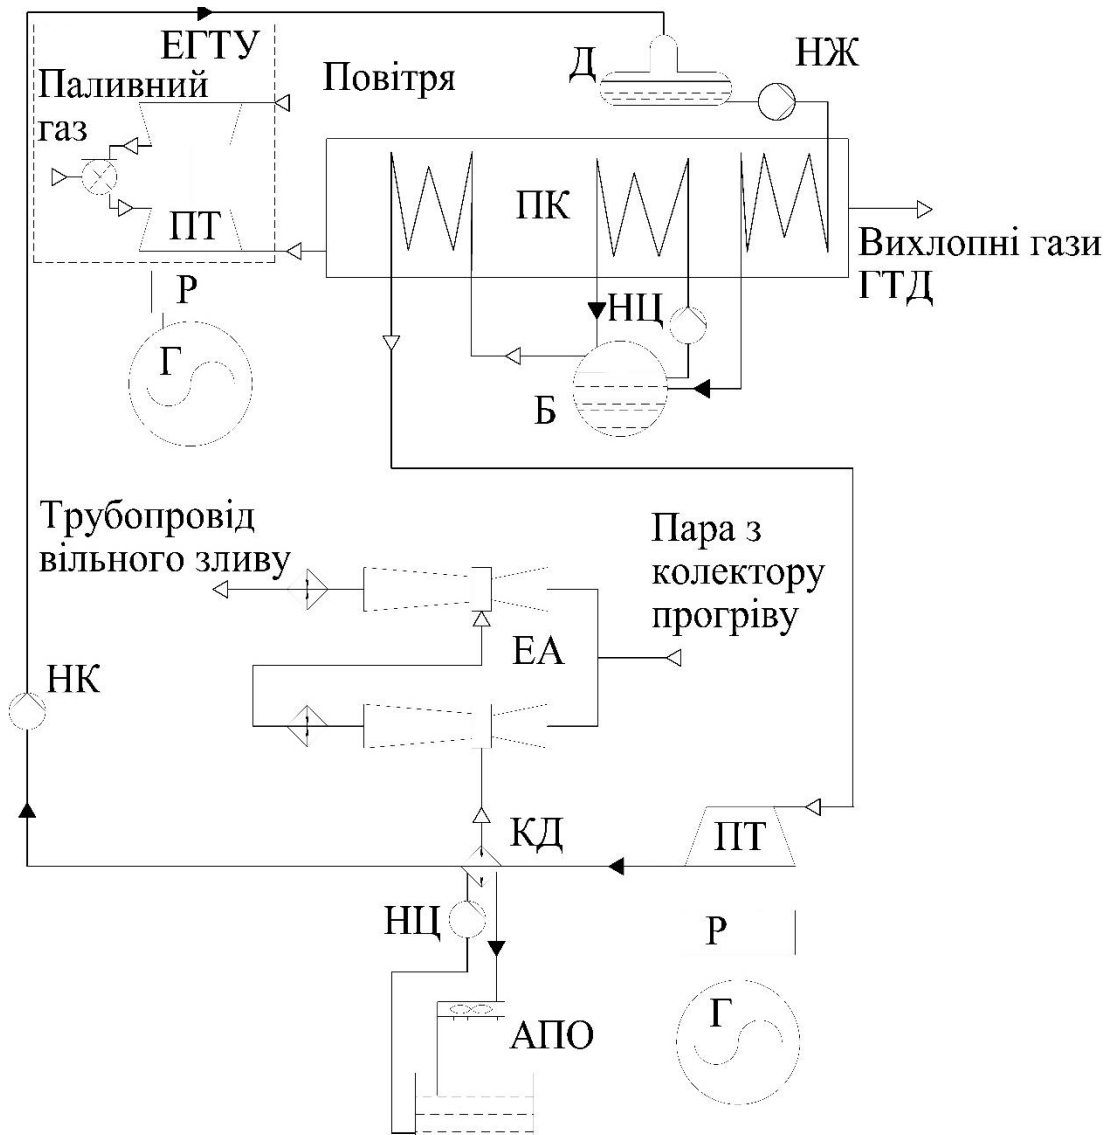 ЕГТУ
Паливний
газ
Повітря
Д
НЖ
ПТ
ПК
Вихлопні гази
ГТД
Р
НЦ
Г
Б
Трубопровід
вільного зливу
Пара з
колектору
прогріву
ЕА
НК
КД
ПТ
НЦ
Р
АПО
Г